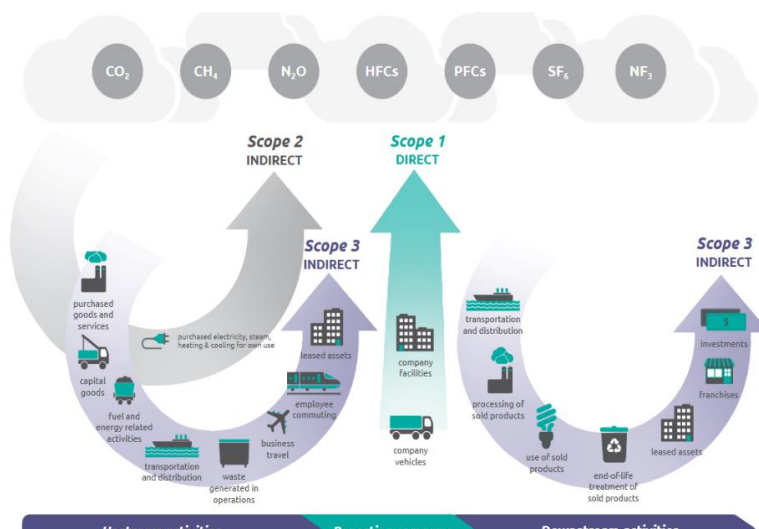 CO₂
CH₄
N₂O
HFCs
PFCs
SF₆
NF₃
Scope 2
INDIRECT
Scope 1
DIRECT
Scope 3
INDIRECT
Scope 3
INDIRECT
purchased
goods and
services
capital
goods
fuel and
energy related
activities
purchased electricity, steam,
heating & cooling for own use
transportation
and distribution
waste
generated in
operations
business
travel
employee
commuting
leased assets
company
facilities
company
vehicles
transportation
and distribution
processing of
sold products
use of sold
products
end-of-life
treatment of
sold products
leased assets
franchises
$
investments